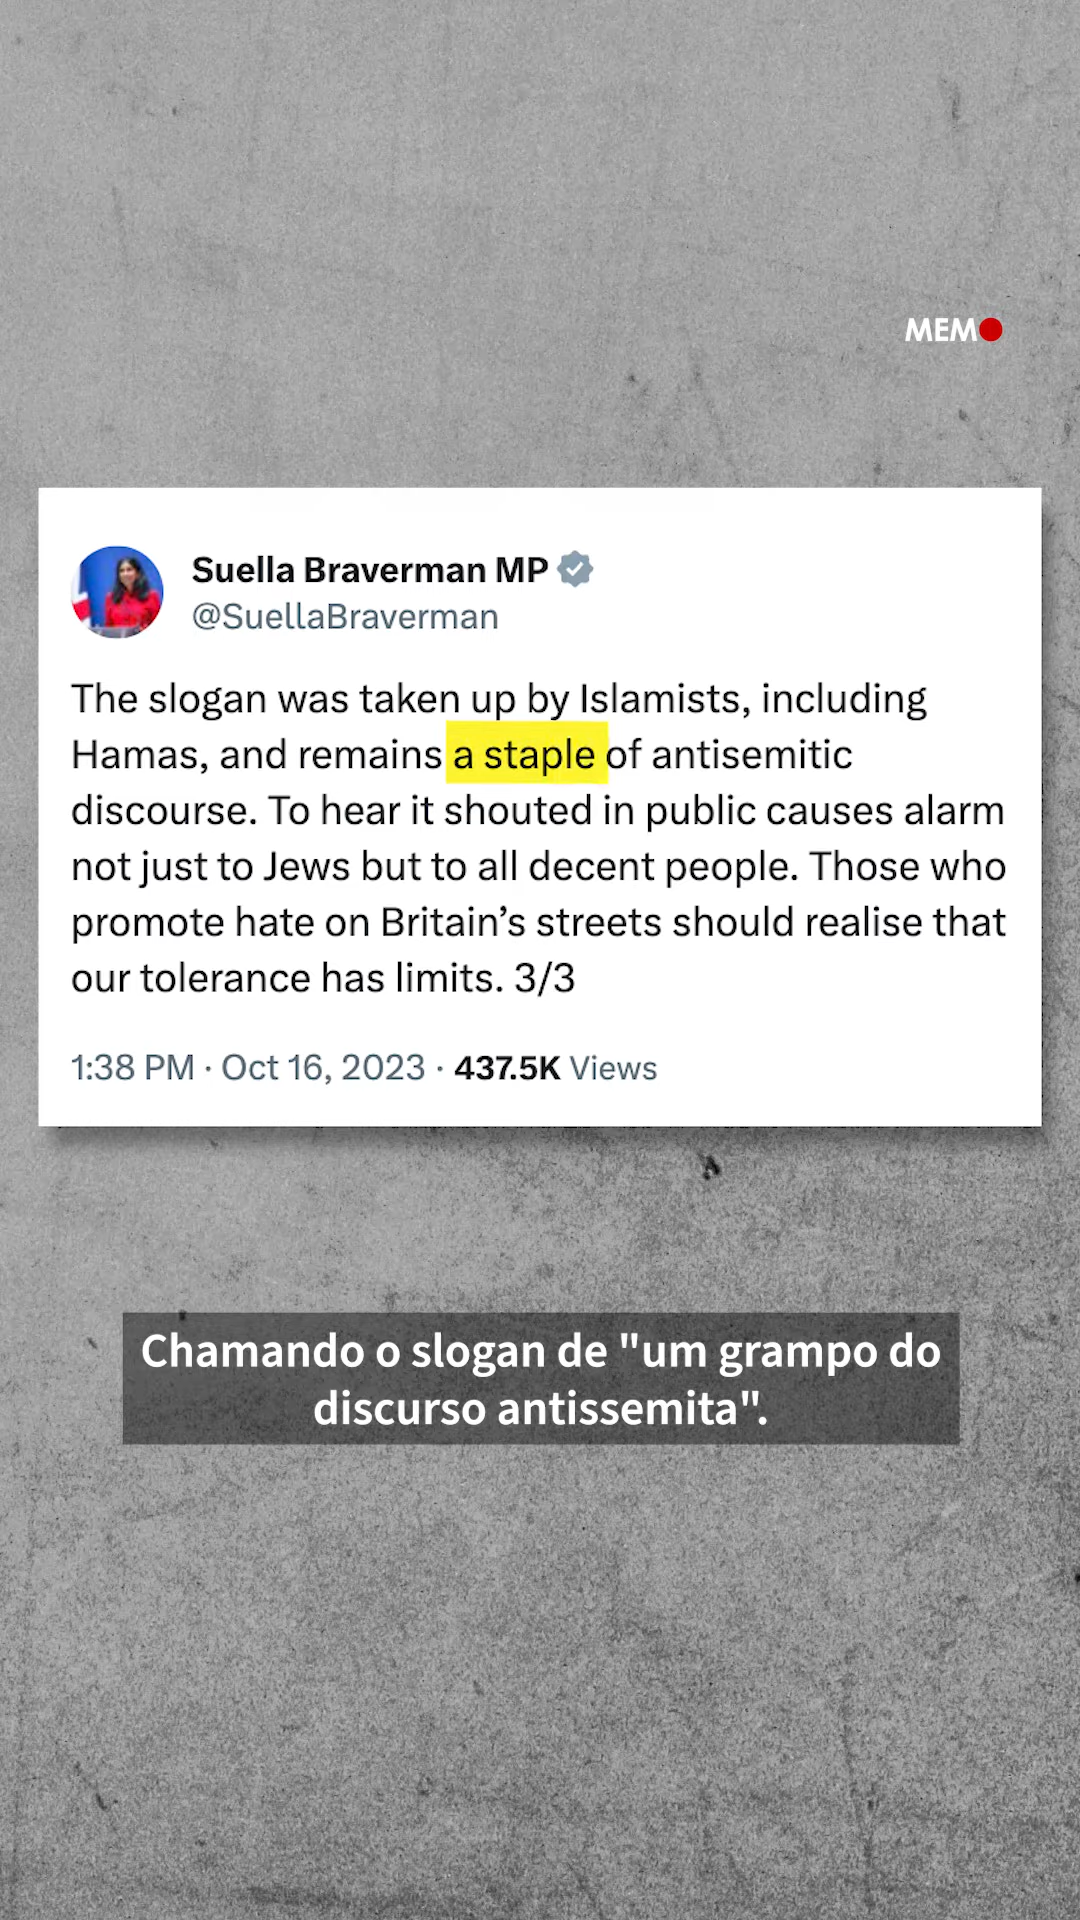 MEMO
Suella Braverman MP
@SuellaBraverman
The slogan was taken up by Islamists, including
Hamas, and remains a staple of antisemitic
discourse. To hear it shouted in public causes alarm
not just to Jews but to all decent people. Those who
promote hate on Britain’s streets should realise that
our tolerance has limits. 3/3
1:38 PM · Oct 16, 2023 · 437.5K Views
Chamando o slogan de "um grampo do
discurso antissemita".